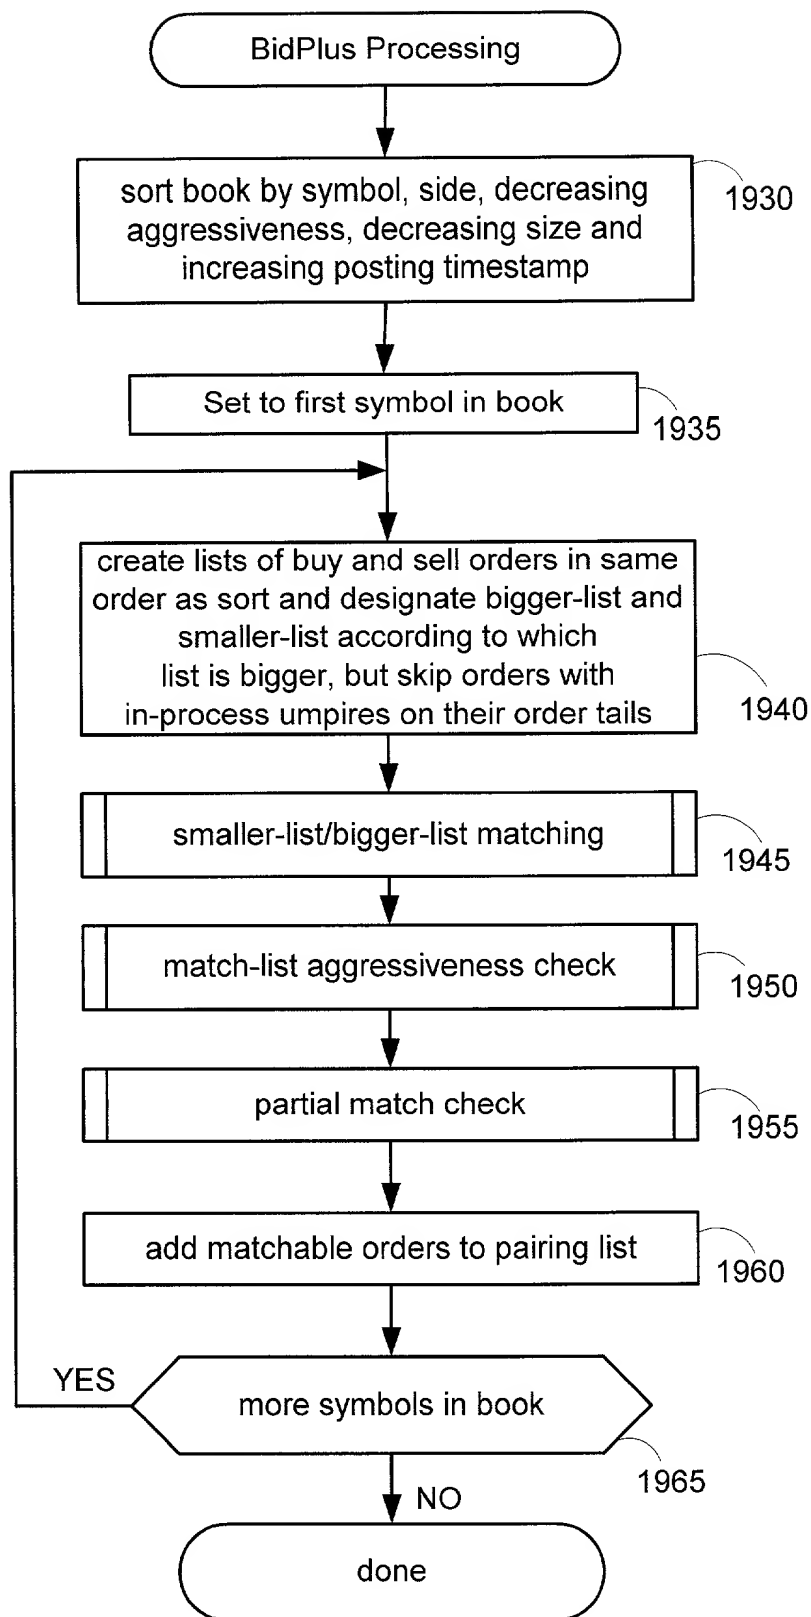 BidPlus Processing
sort book by symbol, side, decreasing
aggressiveness, decreasing size and
increasing posting timestamp
1930
Set to first symbol in book
1935
create lists of buy and sell orders in same
order as sort and designate bigger-list and
smaller-list according to which
list is bigger, but skip orders with
in-process umpires on their order tails
1940
smaller-list/bigger-list matching
1945
match-list aggressiveness check
1950
partial match check
1955
add matchable orders to pairing list
1960
YES
more symbols in book
1965
NO
done